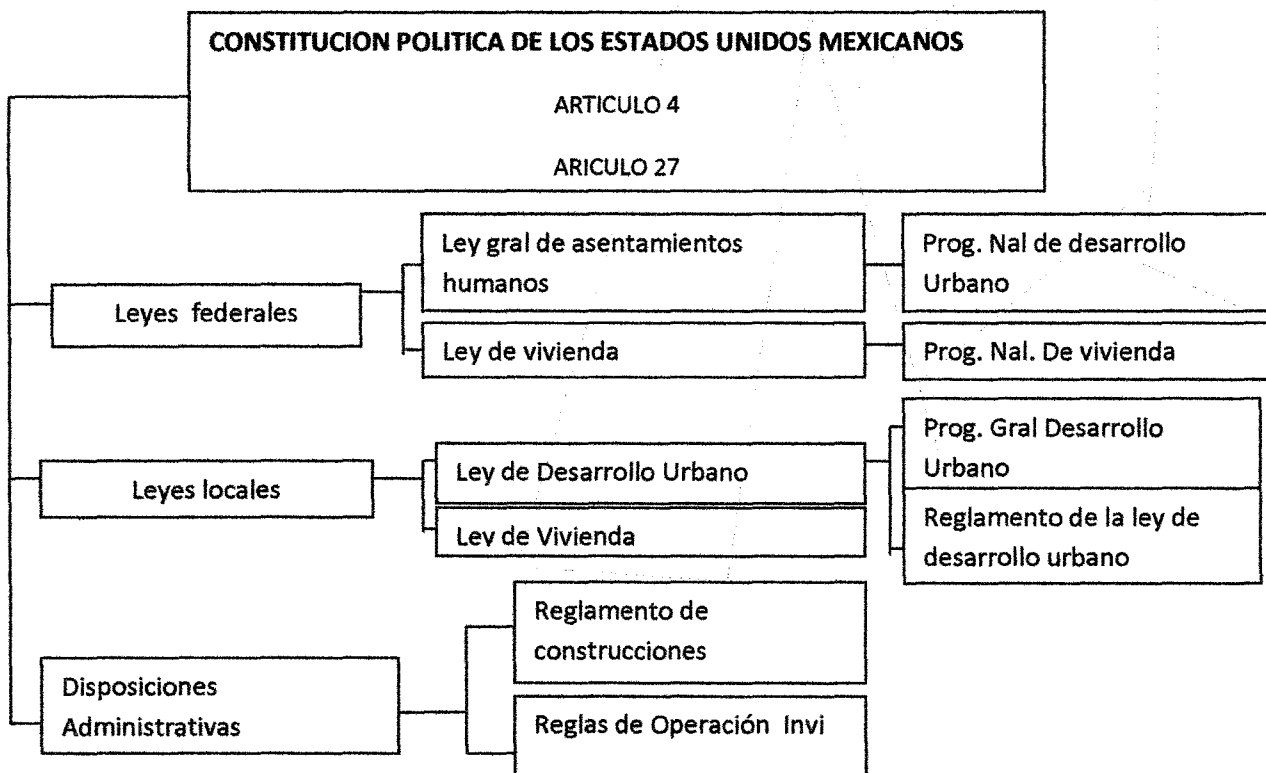 CONSTITUCION POLITICA DE LOS ESTADOS UNIDOS MEXICANOS
ARTICULO 4
ARICULO 27
Ley gral de asentamientos
humanos
Prog. Nal de desarrollo
Urbano
Leyes federales
Ley de vivienda
Prog. Nal. De vivienda
Prog. Gral Desarrollo
Urbano
Leyes locales
Ley de Desarrollo Urbano
Ley de Vivienda
Reglamento de la ley de
desarrollo urbano
Reglamento de
construcciones
Disposiciones
Administrativas
Reglas de Operación Invi